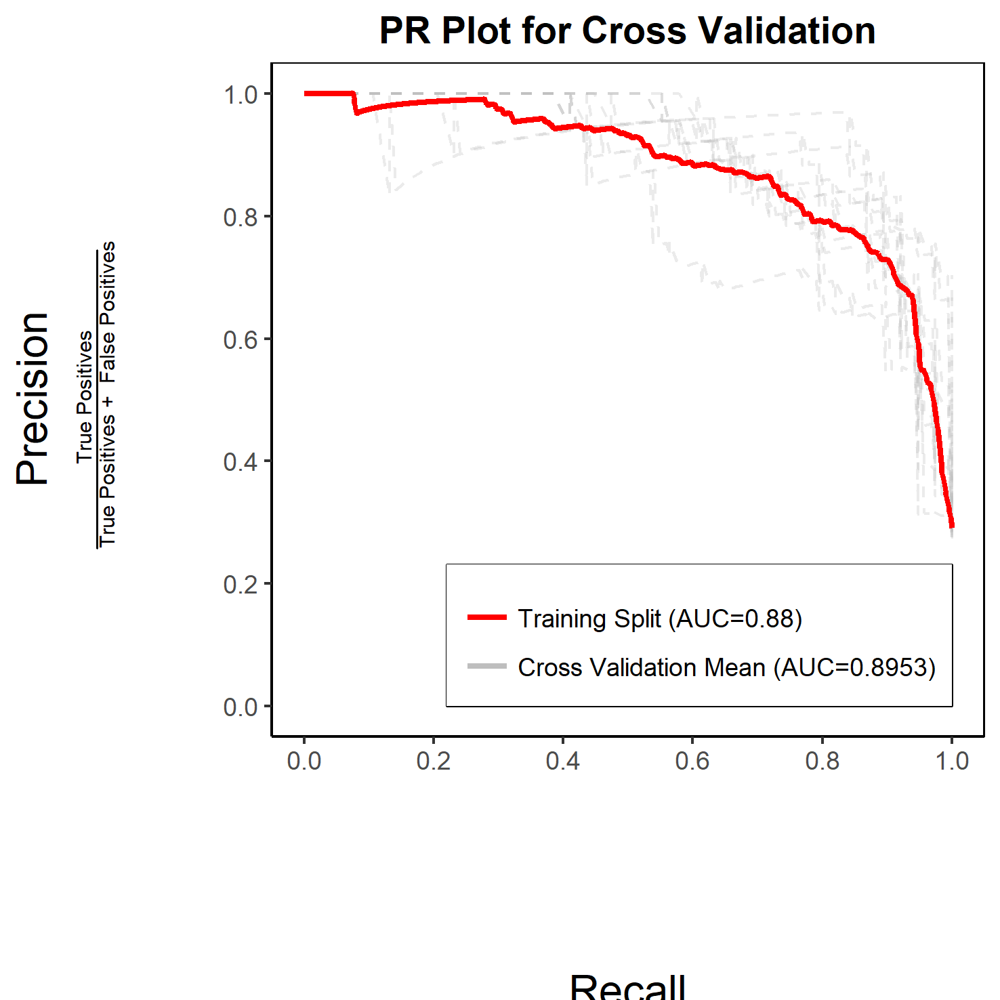 PR Plot for Cross Validation
Precision
True Positives
True Positives + False Positives
1.0
0.8
0.6
0.4
0.2
0.0
Training Split (AUC=0.88)
Cross Validation Mean (AUC=0.8953)
0.0 0.2 0.4 0.6 0.8 1.0
Recall